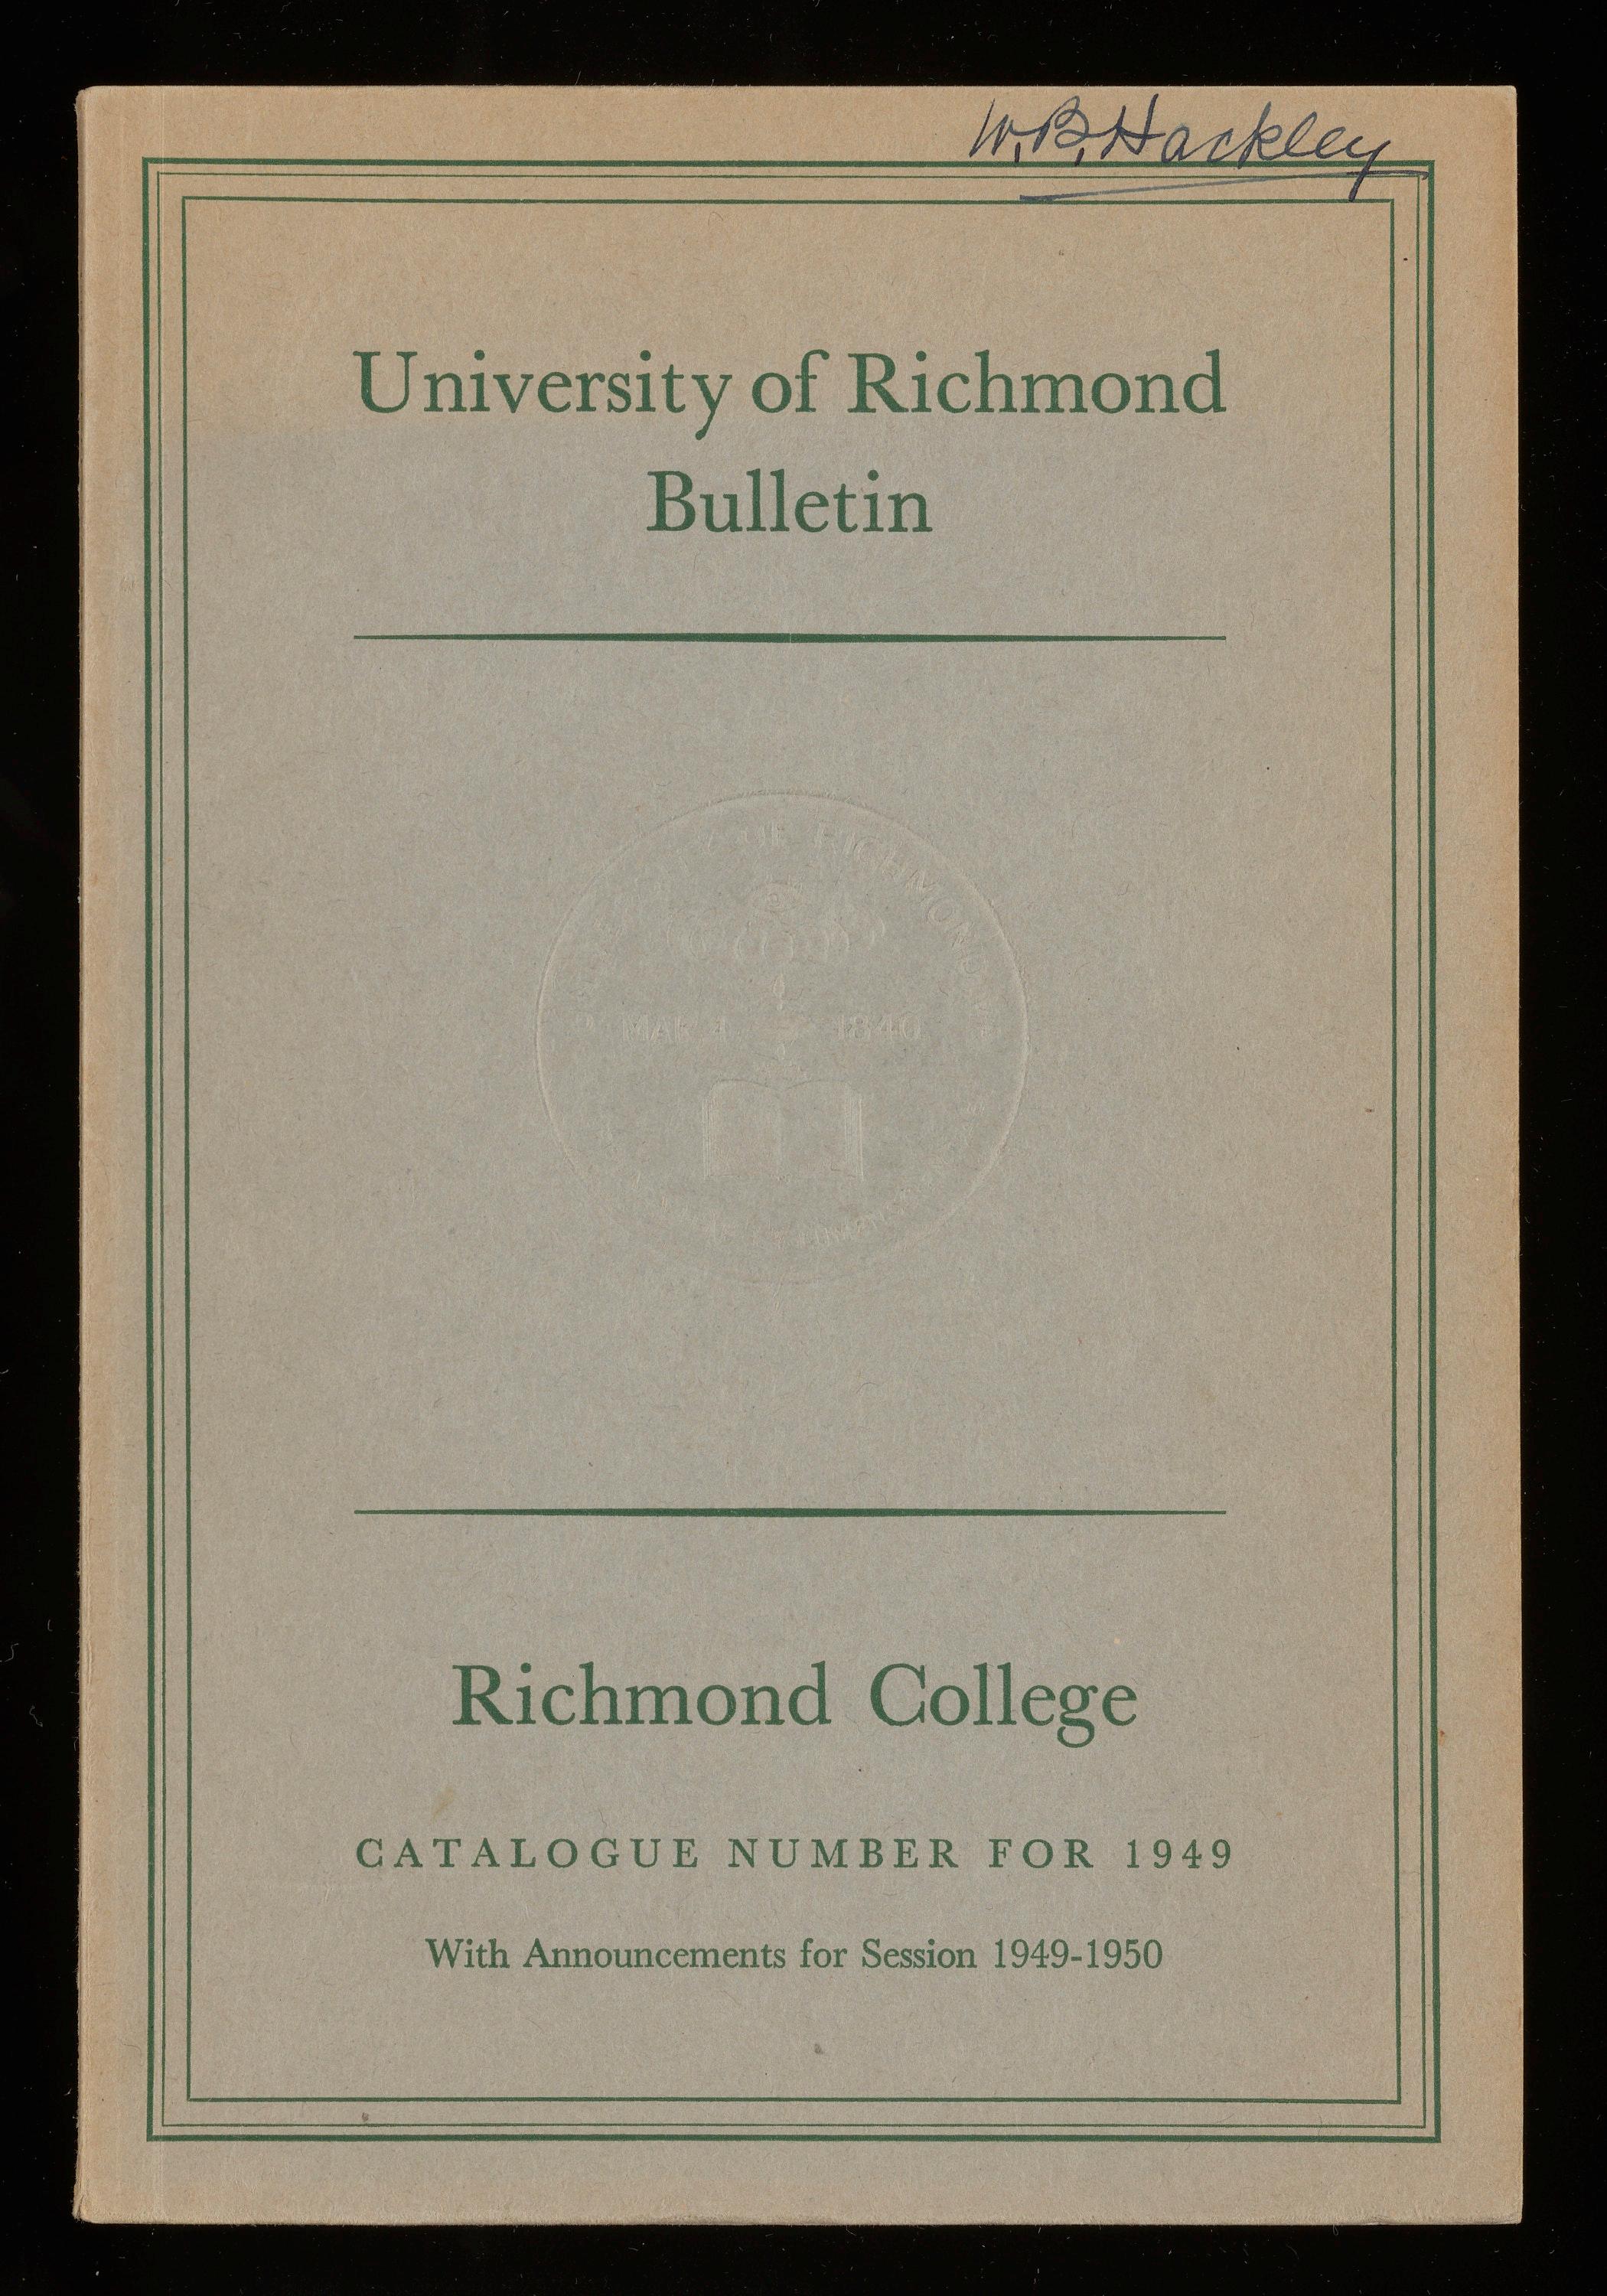 W. B. Hackley
University of Richmond
Bulletin
RICHMOND
MAR 4 1840
Richmond College
CATALOGUE NUMBER FOR 1949
With Announcements for Session 1949-1950